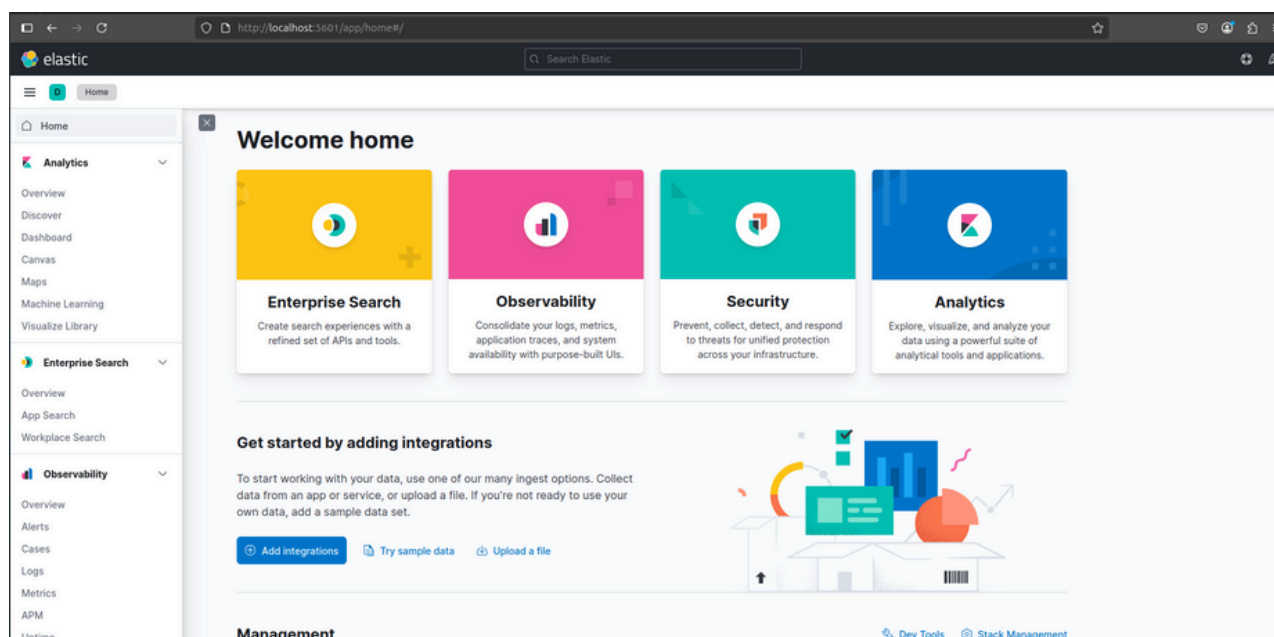 http://localhost:5601/app/home#/
elastic
Search Elastic
D
Home
Home
Analytics
Overview
Discover
Dashboard
Canvas
Maps
Machine Learning
Visualize Library
Enterprise Search
Overview
App Search
Workplace Search
Observability
Overview
Alerts
Cases
Logs
Metrics
APM
Uptime
Welcome home
Enterprise Search
Create search experiences with a
refined set of APIs and tools.
Observability
Consolidate your logs, metrics,
application traces, and system
availability with purpose-built UIs.
Security
Prevent, collect, detect, and respond
to threats for unified protection
across your infrastructure.
Analytics
Explore, visualize, and analyze your
data using a powerful suite of
analytical tools and applications.
Get started by adding integrations
To start working with your data, use one of our many ingest options. Collect
data from an app or service, or upload a file. If you're not ready to use your
own data, add a sample data set.
Add integrations
Try sample data
Upload a file
Management
Dev Tools
Stack Management